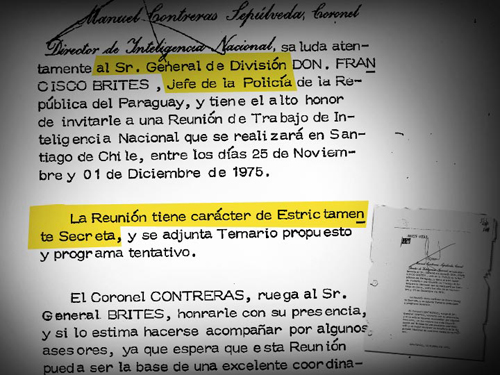 Manuel Contreras Sepúlveda, Coronel
Director de Inteligencia Nacional, saluda aten-
tamente al Sr. General de División DON. FRAN
CISCO BRITES , Jefe de la Policía de la Re-
pública del Paraguay, y tiene el alto honor
de invitarle a una Reunión de Trabajo de In-
teligencia Nacional que se realizará en San-
tiago de Chile, entre los días 25 de Noviem-
bre y 01 de Diciembre de 1975.
La Reunión tiene carácter de Estrictamen
te Secreta, y se adjunta Temario propuesto
y programa tentativo.
El Coronel CONTRERAS, ruega al Sr.
General BRITES, honrarle con su presencia,
y si lo estima hacerse acompañar por algunos
asesores, ya que espera que esta Reunión
pueda ser la base de una excelente coordina-